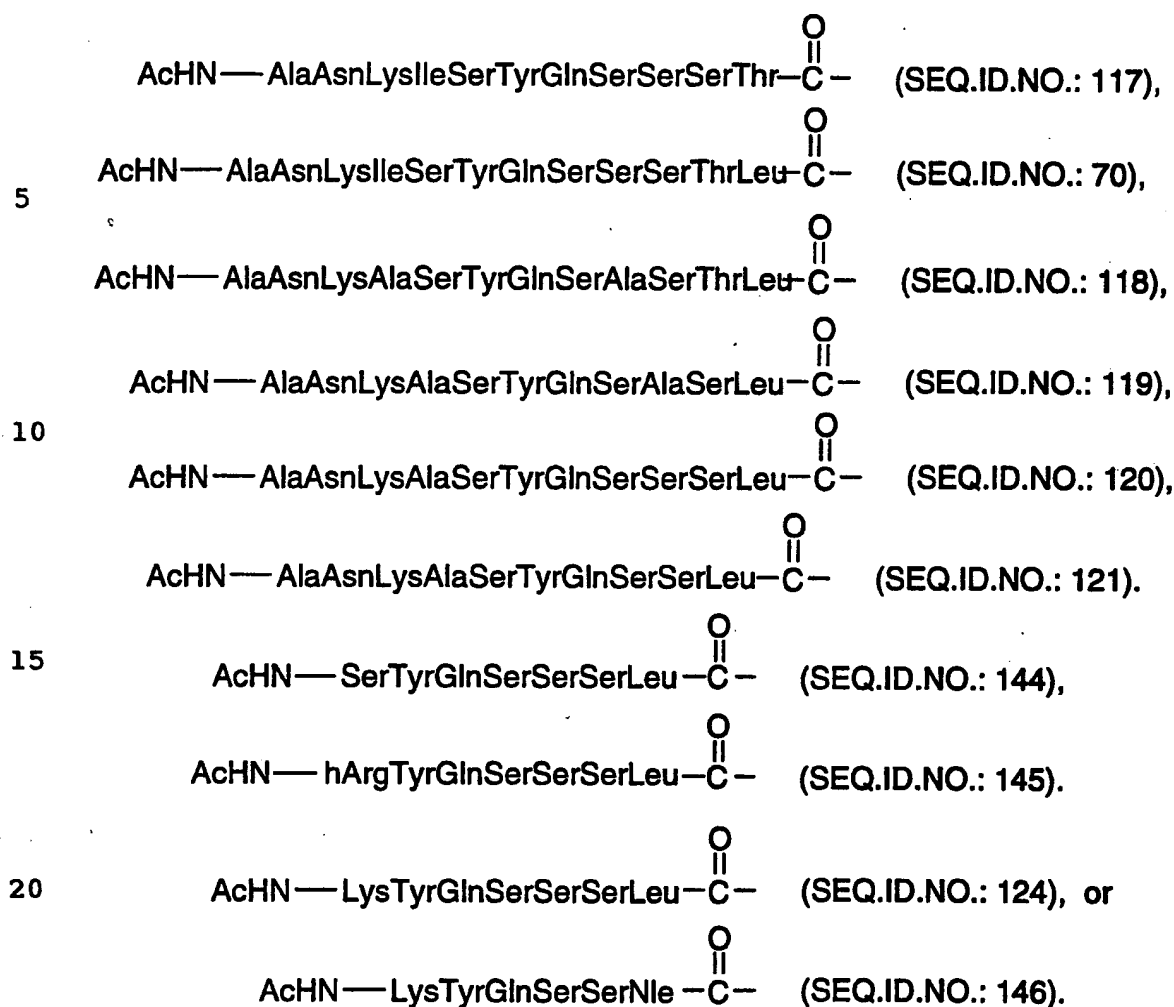 O
AcHN—AlaAsnLysIleSerTyrGlnSerSerSerThr–C– (SEQ.ID.NO.: 117),
O
AcHN—AlaAsnLysIleSerTyrGlnSerSerSerThrLeu–C– (SEQ.ID.NO.: 70),
5
O
AcHN—AlaAsnLysAlaSerTyrGlnSerAlaSerThrLeu–C– (SEQ.ID.NO.: 118),
O
AcHN—AlaAsnLysAlaSerTyrGlnSerAlaSerLeu–C– (SEQ.ID.NO.: 119),
10
O
AcHN—AlaAsnLysAlaSerTyrGlnSerSerSerLeu–C– (SEQ.ID.NO.: 120),
O
AcHN—AlaAsnLysAlaSerTyrGlnSerSerLeu–C– (SEQ.ID.NO.: 121).
O
15 AcHN—SerTyrGlnSerSerSerLeu–C– (SEQ.ID.NO.: 144),
O
AcHN—hArgTyrGlnSerSerSerLeu–C– (SEQ.ID.NO.: 145).
O
20 AcHN—LysTyrGlnSerSerSerLeu–C– (SEQ.ID.NO.: 124), or
O
AcHN—LysTyrGlnSerSerNle–C– (SEQ.ID.NO.: 146).